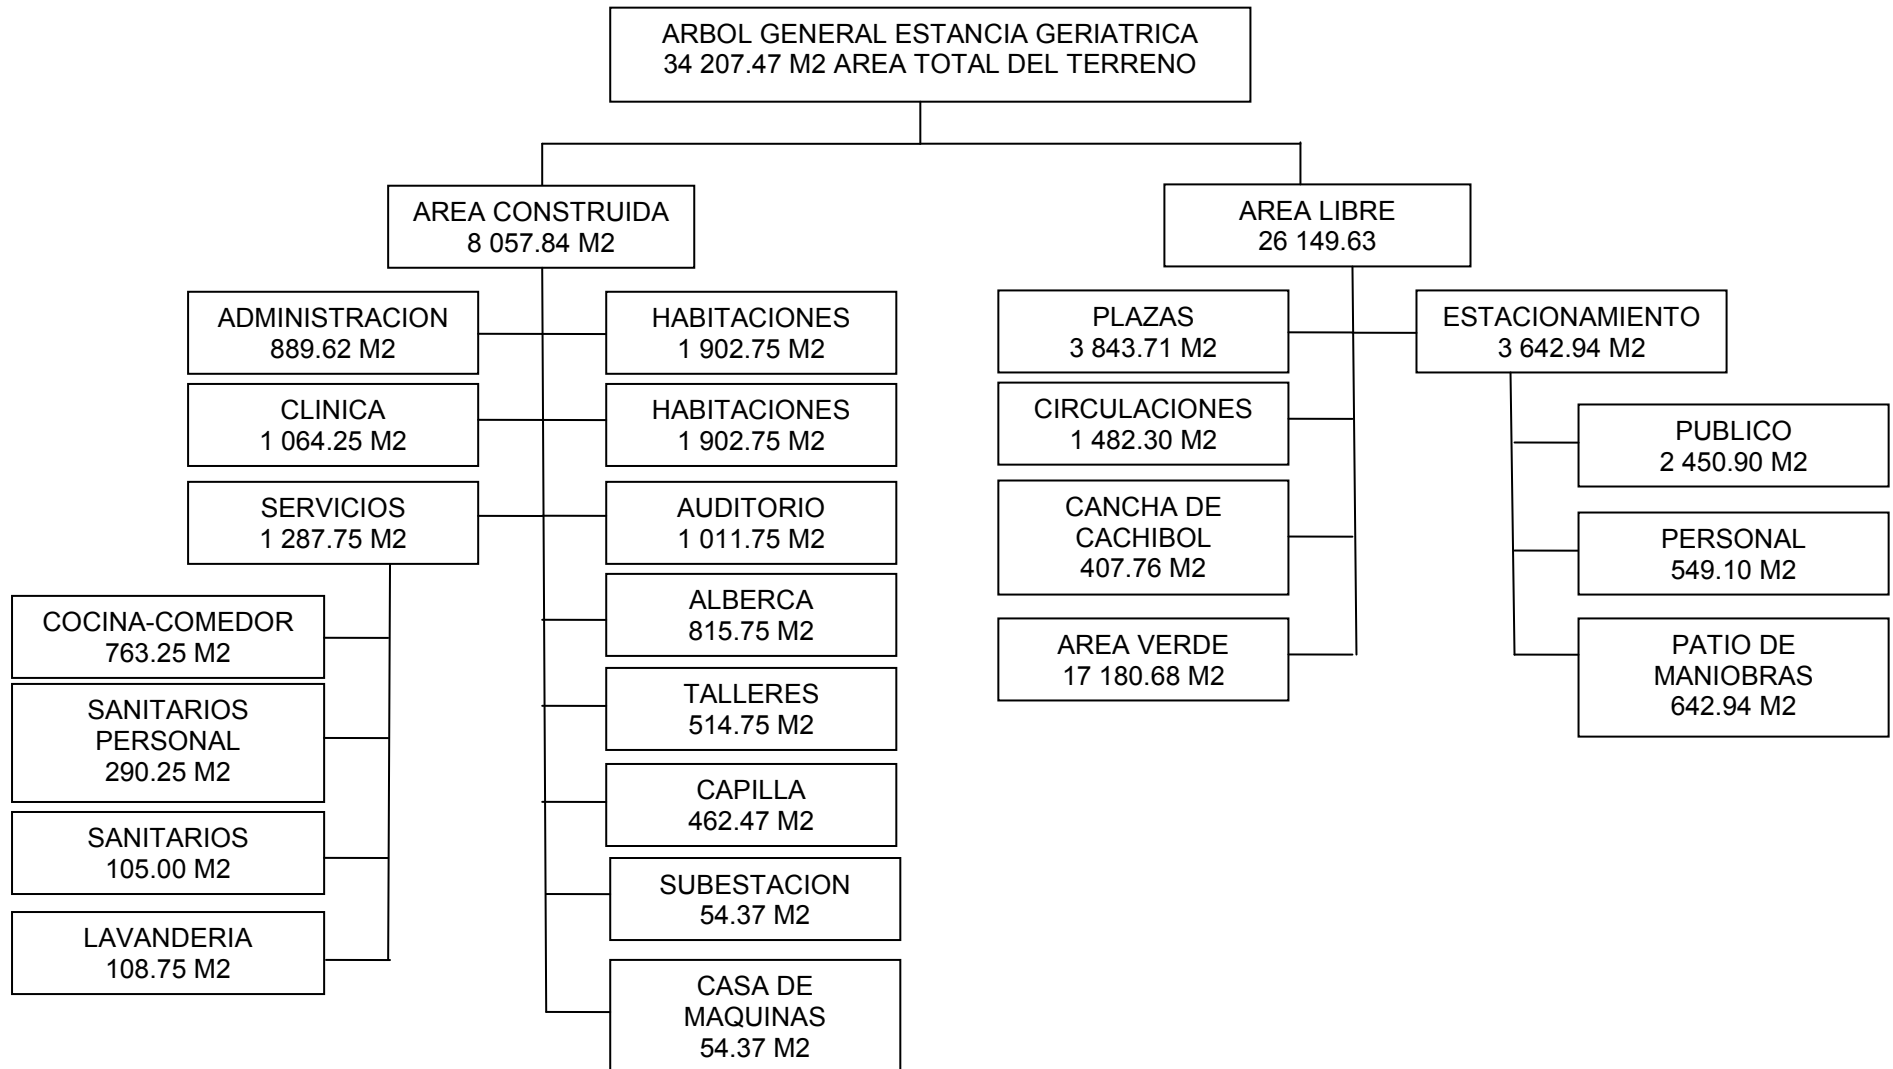 ARBOL GENERAL ESTANCIA GERIATRICA
34 207.47 M2 AREA TOTAL DEL TERRENO
AREA CONSTRUIDA
8 057.84 M2
AREA LIBRE
26 149.63
ADMINISTRACION
889.62 M2
HABITACIONES
1 902.75 M2
CLINICA
1 064.25 M2
HABITACIONES
1 902.75 M2
SERVICIOS
1 287.75 M2
AUDITORIO
1 011.75 M2
COCINA-COMEDOR
763.25 M2
SANITARIOS
PERSONAL
290.25 M2
SANITARIOS
105.00 M2
LAVANDERIA
108.75 M2
ALBERCA
815.75 M2
TALLERES
514.75 M2
CAPILLA
462.47 M2
SUBESTACION
54.37 M2
CASA DE
MAQUINAS
54.37 M2
PLAZAS
3 843.71 M2
CIRCULACIONES
1 482.30 M2
CANCHA DE
CACHIBOL
407.76 M2
AREA VERDE
17 180.68 M2
ESTACIONAMIENTO
3 642.94 M2
PUBLICO
2 450.90 M2
PERSONAL
549.10 M2
PATIO DE
MANIOBRAS
642.94 M2